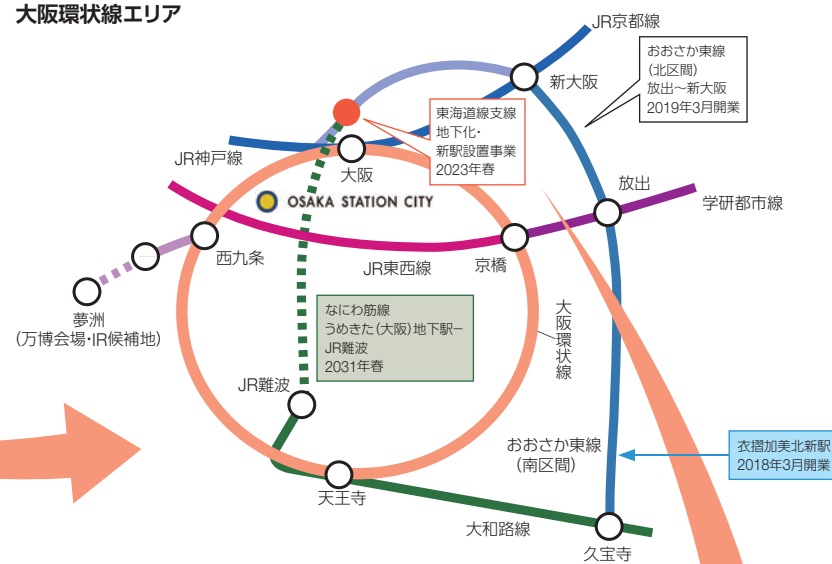 大阪環状線エリア
JR京都線
おおさか東線
（北区間）
放出〜新大阪
2019年3月開業
新大阪
東海道線支線
地下化・
新駅設置事業
2023年春
JR神戸線
大阪
放出
学研都市線
OSAKA STATION CITY
西九条
JR東西線
京橋
夢洲
（万博会場・IR候補地）
なにわ筋線
うめきた（大阪）地下駅−
JR難波
2031年春
大阪環状線
JR難波
おおさか東線
（南区間）
衣摺加美北新駅
2018年3月開業
天王寺
大和路線
久宝寺